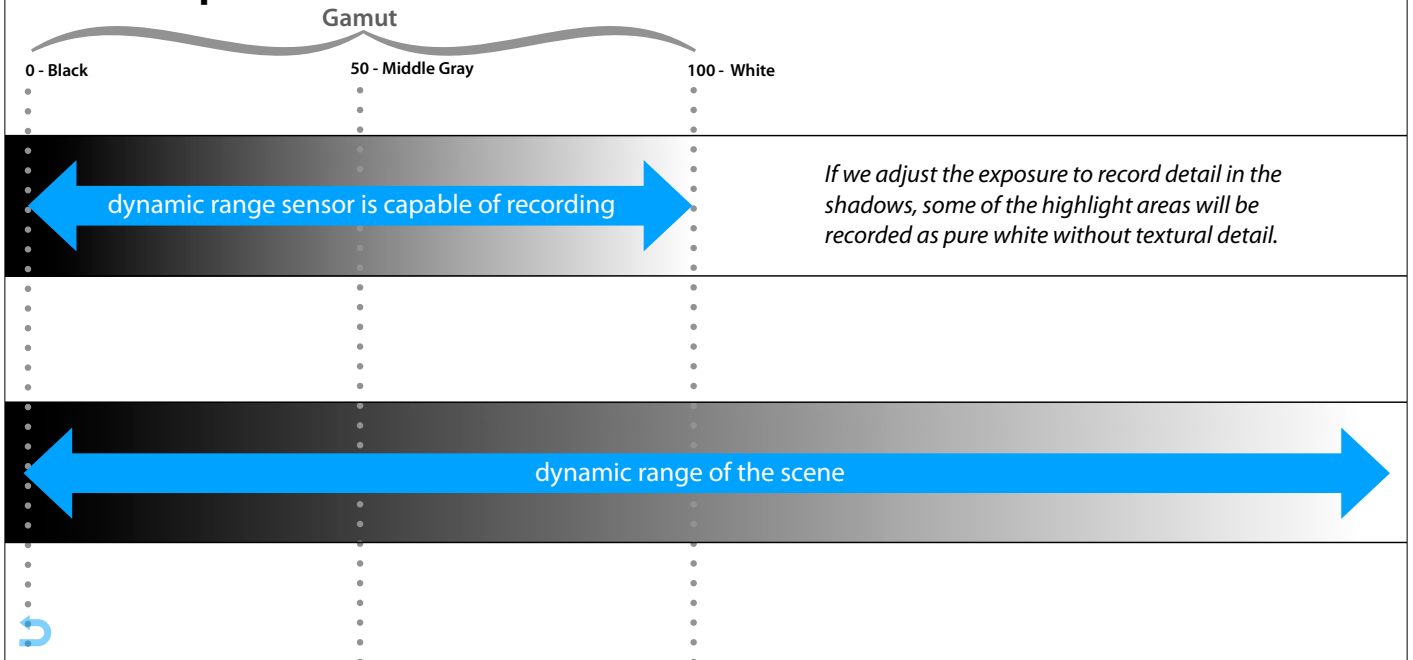 Gamut
0 - Black
50 - Middle Gray
100 - White
dynamic range sensor is capable of recording
If we adjust the exposure to record detail in the
shadows, some of the highlight areas will be
recorded as pure white without textural detail.
dynamic range of the scene